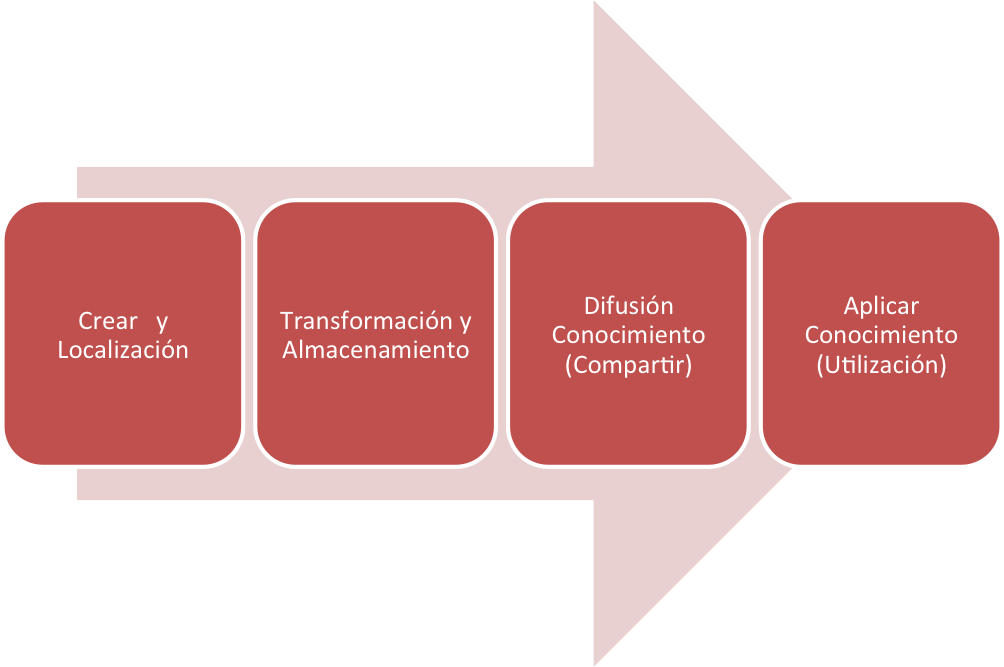 Crear y
Localización
Transformación y
Almacenamiento
Difusión
Conocimiento
(Compartir)
Aplicar
Conocimiento
(Utilización)